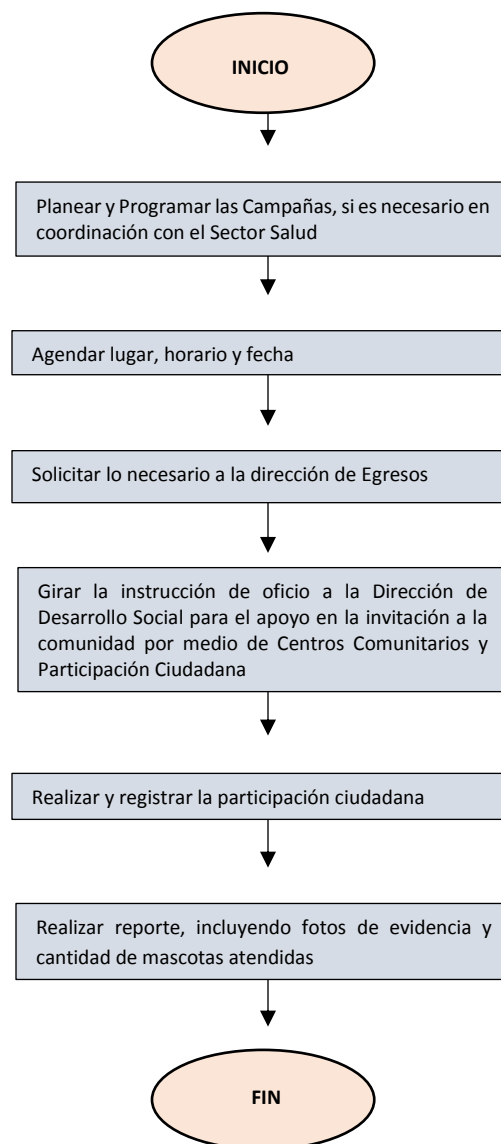 INICIO
Planear y Programar las Campañas, si es necesario en
coordinación con el Sector Salud
Agendar lugar, horario y fecha
Solicitar lo necesario a la dirección de Egresos
Girar la instrucción de oficio a la Dirección de
Desarrollo Social para el apoyo en la invitación a la
comunidad por medio de Centros Comunitarios y
Participación Ciudadana
Realizar y registrar la participación ciudadana
Realizar reporte, incluyendo fotos de evidencia y
cantidad de mascotas atendidas
FIN